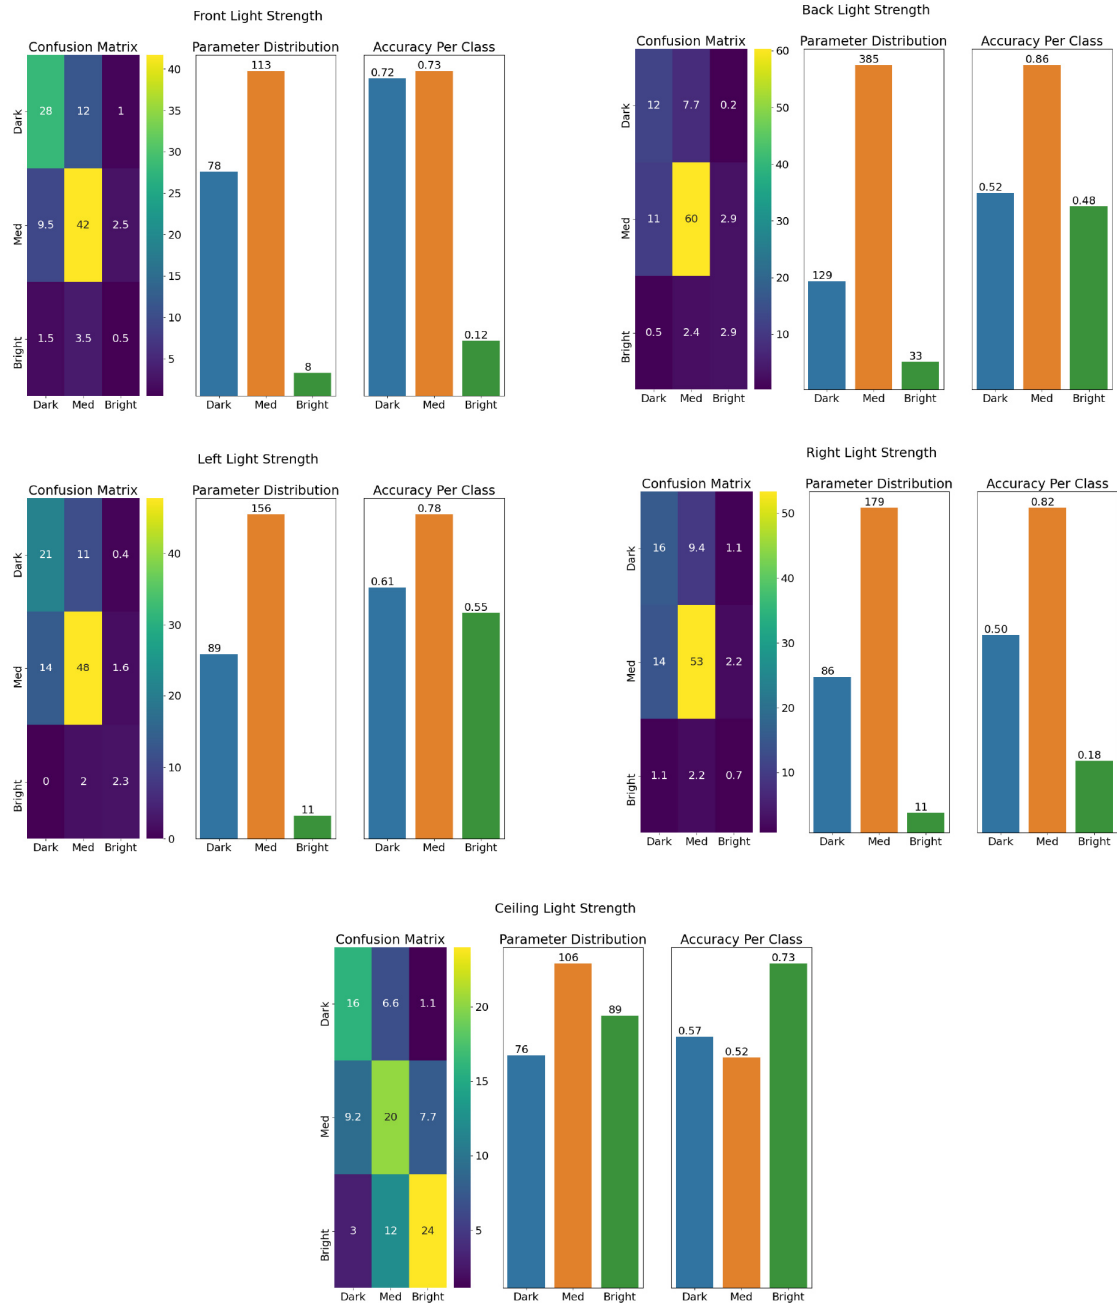 Front Light Strength
Confusion Matrix Parameter Distribution Accuracy Per Class
Dark 28 12 1
Med 9.5 42 2.5
Bright 1.5 3.5 0.5
Dark Med Bright
40
35
30
25
20
15
10
5
78 113 8
Dark Med Bright
0.72 0.73 0.12
Dark Med Bright
Back Light Strength
Confusion Matrix Parameter Distribution Accuracy Per Class
Dark 12 7.7 0.2
Med 11 60 2.9
Bright 0.5 2.4 2.9
Dark Med Bright
60
50
40
30
20
10
129 385 33
Dark Med Bright
0.52 0.86 0.48
Dark Med Bright
Left Light Strength
Confusion Matrix Parameter Distribution Accuracy Per Class
Dark 21 11 0.4
Med 14 48 1.6
Bright 0 2 2.3
Dark Med Bright
40
30
20
10
0
89 156 11
Dark Med Bright
0.61 0.78 0.55
Dark Med Bright
Right Light Strength
Confusion Matrix Parameter Distribution Accuracy Per Class
Dark 16 9.4 1.1
Med 14 53 2.2
Bright 1.1 2.2 0.7
Dark Med Bright
50
40
30
20
10
86 179 11
Dark Med Bright
0.50 0.82 0.18
Dark Med Bright
Ceiling Light Strength
Confusion Matrix Parameter Distribution Accuracy Per Class
Dark 16 6.6 1.1
Med 9.2 20 7.7
Bright 3 12 24
Dark Med Bright
20
15
10
5
76 106 89
Dark Med Bright
0.57 0.52 0.73
Dark Med Bright